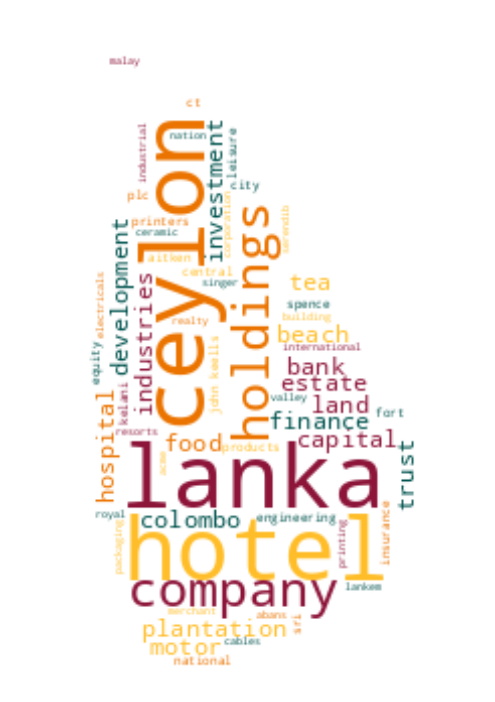 malay
ct
ceylon
nation
industrial
investment
leisure
city
plc
printers
ceramic
corporation
serendib
holdings
development
aitken
central
singer
electricals
industries
tea
spence
building
realty
beach
international
equity
kelani
john keells
bank
estate
valley
land
fort
hospital
resorts
finance
capital
food
products
acme
trust
lanka
royal
colombo
engineering
insurance
packaging
printing
hotel
company
lankem
merchant
abans
sri
plantation
motor
cables
national